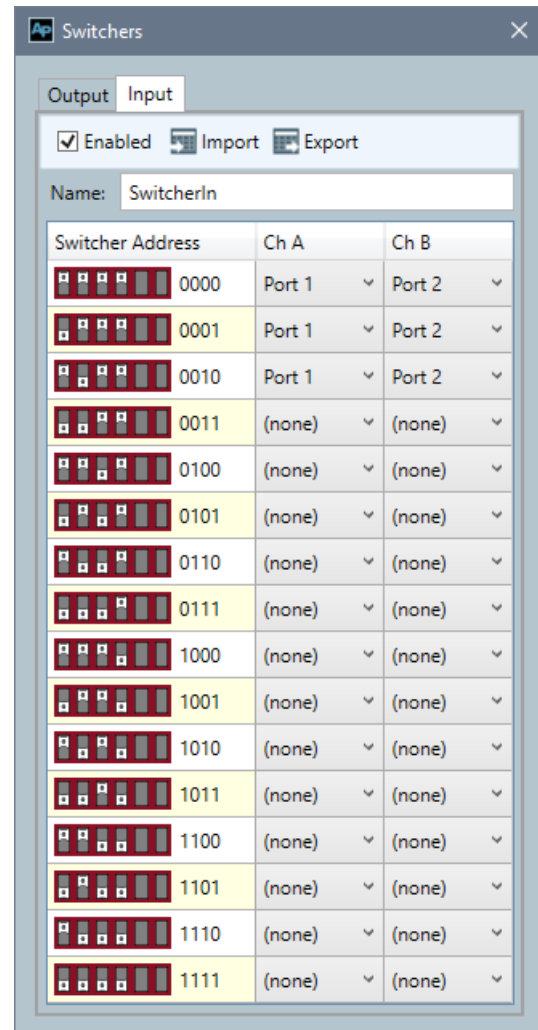 Ap Switchers
Output Input
Enabled Import Export
Name: SwitcherIn
Switcher Address Ch A Ch B
0000 Port 1 Port 2
0001 Port 1 Port 2
0010 Port 1 Port 2
0011 (none) (none)
0100 (none) (none)
0101 (none) (none)
0110 (none) (none)
0111 (none) (none)
1000 (none) (none)
1001 (none) (none)
1010 (none) (none)
1011 (none) (none)
1100 (none) (none)
1101 (none) (none)
1110 (none) (none)
1111 (none) (none)